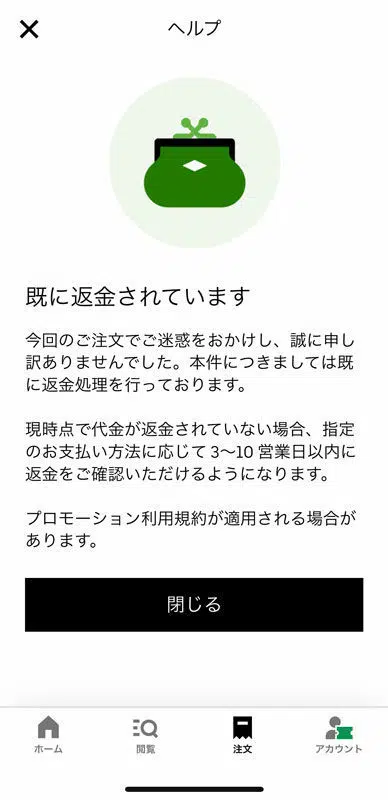 ヘルプ
既に返金されています
今回のご注文でご迷惑をおかけし、誠に申し
訳ありませんでした。本件につきましては既
に返金処理を行っております。
現時点で代金が返金されていない場合、指定
のお支払い方法に応じて 3〜10 営業日以内に
返金をご確認いただけるようになります。
プロモーション利用規約が適用される場合が
あります。
閉じる
ホーム
閲覧
注文
アカウント